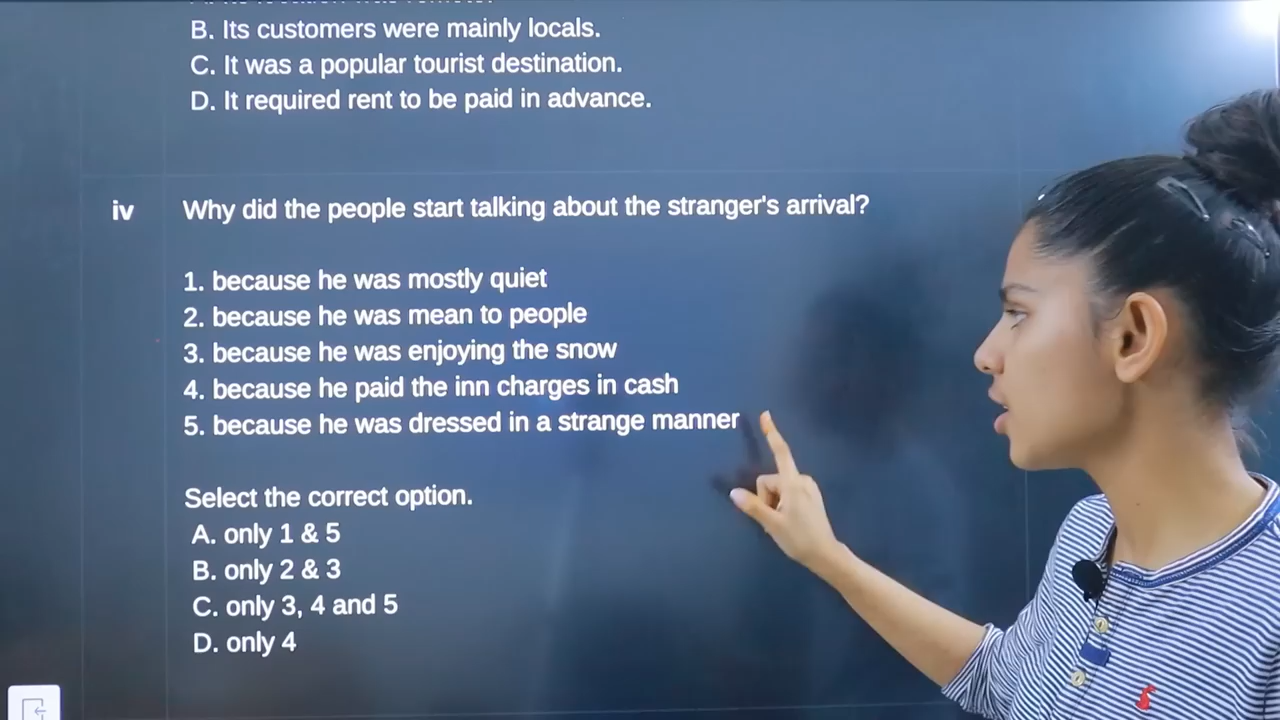 B. Its customers were mainly locals.
C. It was a popular tourist destination.
D. It required rent to be paid in advance.
iv Why did the people start talking about the stranger's arrival?
1. because he was mostly quiet
2. because he was mean to people
3. because he was enjoying the snow
4. because he paid the inn charges in cash
5. because he was dressed in a strange manner
Select the correct option.
A. only 1 & 5
B. only 2 & 3
C. only 3, 4 and 5
D. only 4